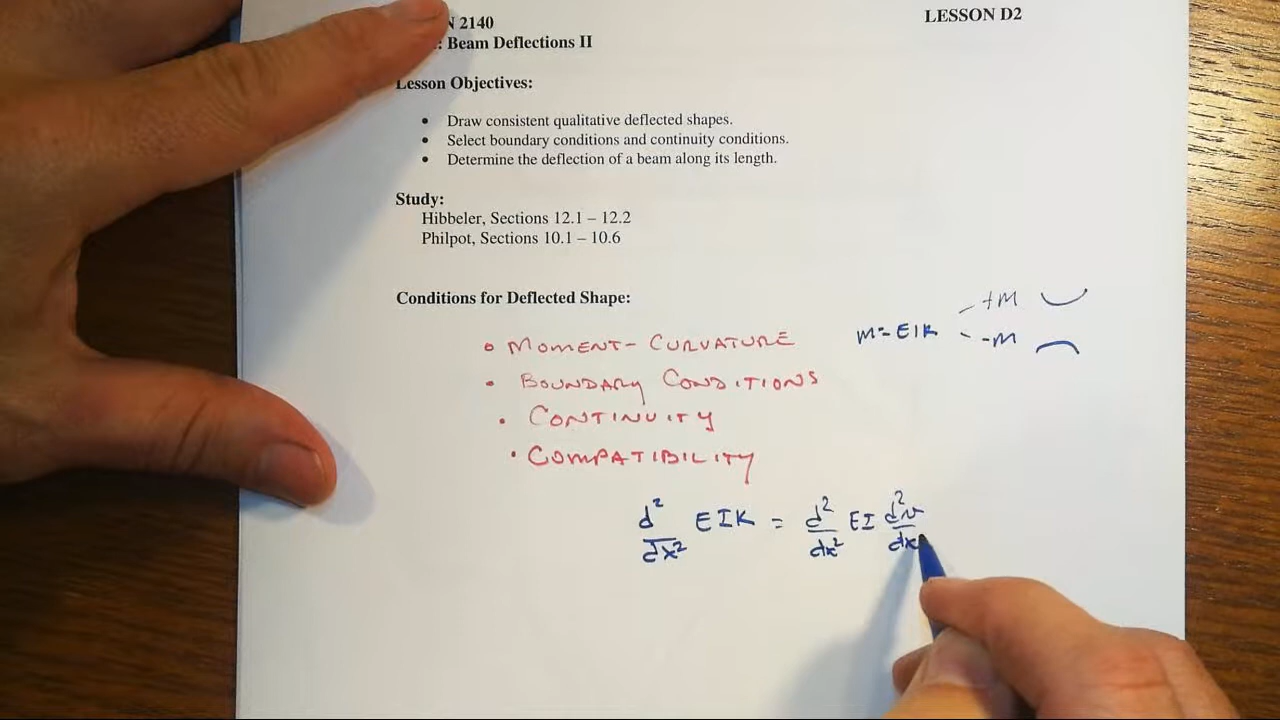 N 2140
LESSON D2
: Beam Deflections II
Lesson Objectives:
• Draw consistent qualitative deflected shapes.
• Select boundary conditions and continuity conditions.
• Determine the deflection of a beam along its length.
Study:
Hibbeler, Sections 12.1 – 12.2
Philpot, Sections 10.1 – 10.6
Conditions for Deflected Shape:
• MOMENT - CURVATURE
M = EIK
+M
-M
• BOUNDARY CONDITIONS
• CONTINUITY
• COMPATIBILITY
d²/dx² EIK = d²/dx² EI d²v/dx